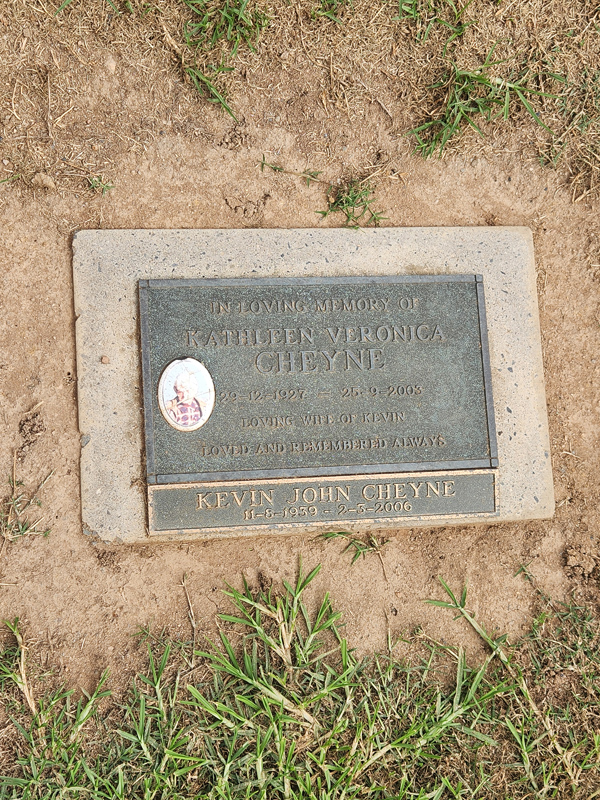 IN LOVING MEMORY OF
KATHLEEN VERONICA
CHEYNE
29-12-1927 — 25-9-2003
LOVING WIFE OF KEVIN
LOVED AND REMEMBERED ALWAYS
KEVIN JOHN CHEYNE
11-8-1939 - 2-5-2006